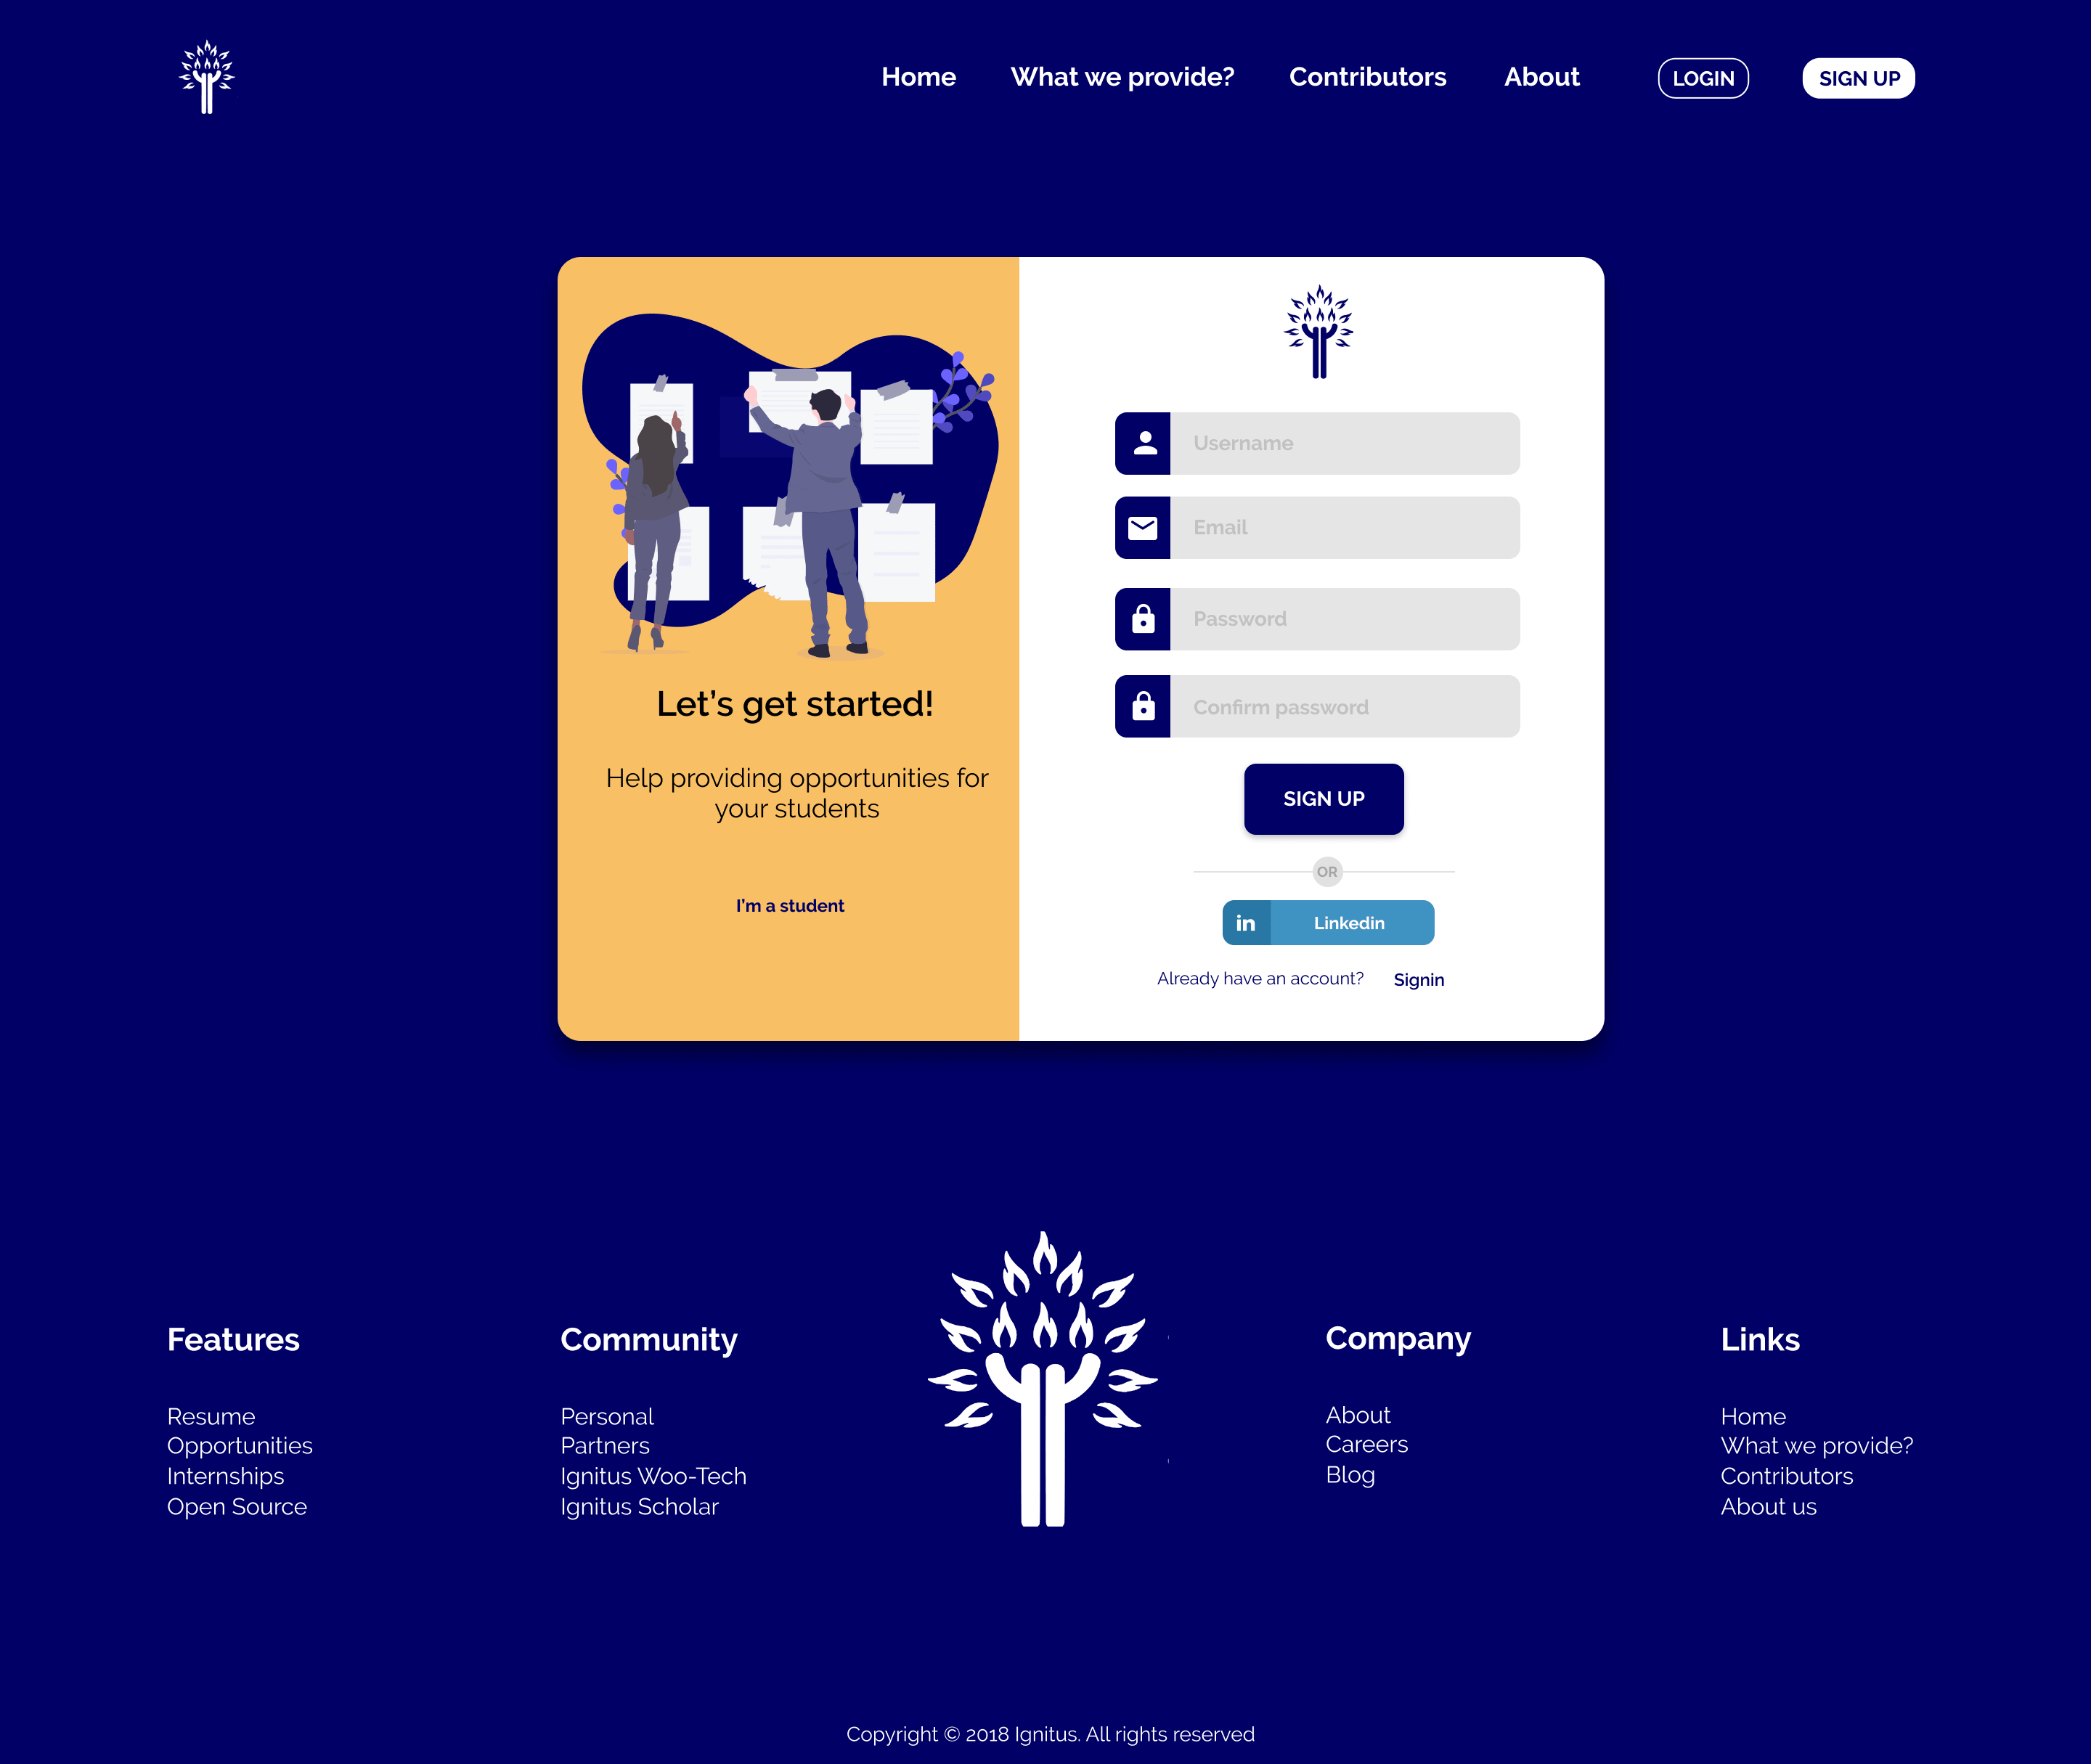 Home What we provide? Contributors About LOGIN SIGN UP
Let’s get started!
Help providing opportunities for
your students
I’m a student
Username
Email
Password
Confirm password
SIGN UP
OR
in Linkedin
Already have an account? Signin
Features
Resume
Opportunities
Internships
Open Source
Community
Personal
Partners
Ignitus Woo-Tech
Ignitus Scholar
Company
About
Careers
Blog
Links
Home
What we provide?
Contributors
About us
Copyright © 2018 Ignitus. All rights reserved